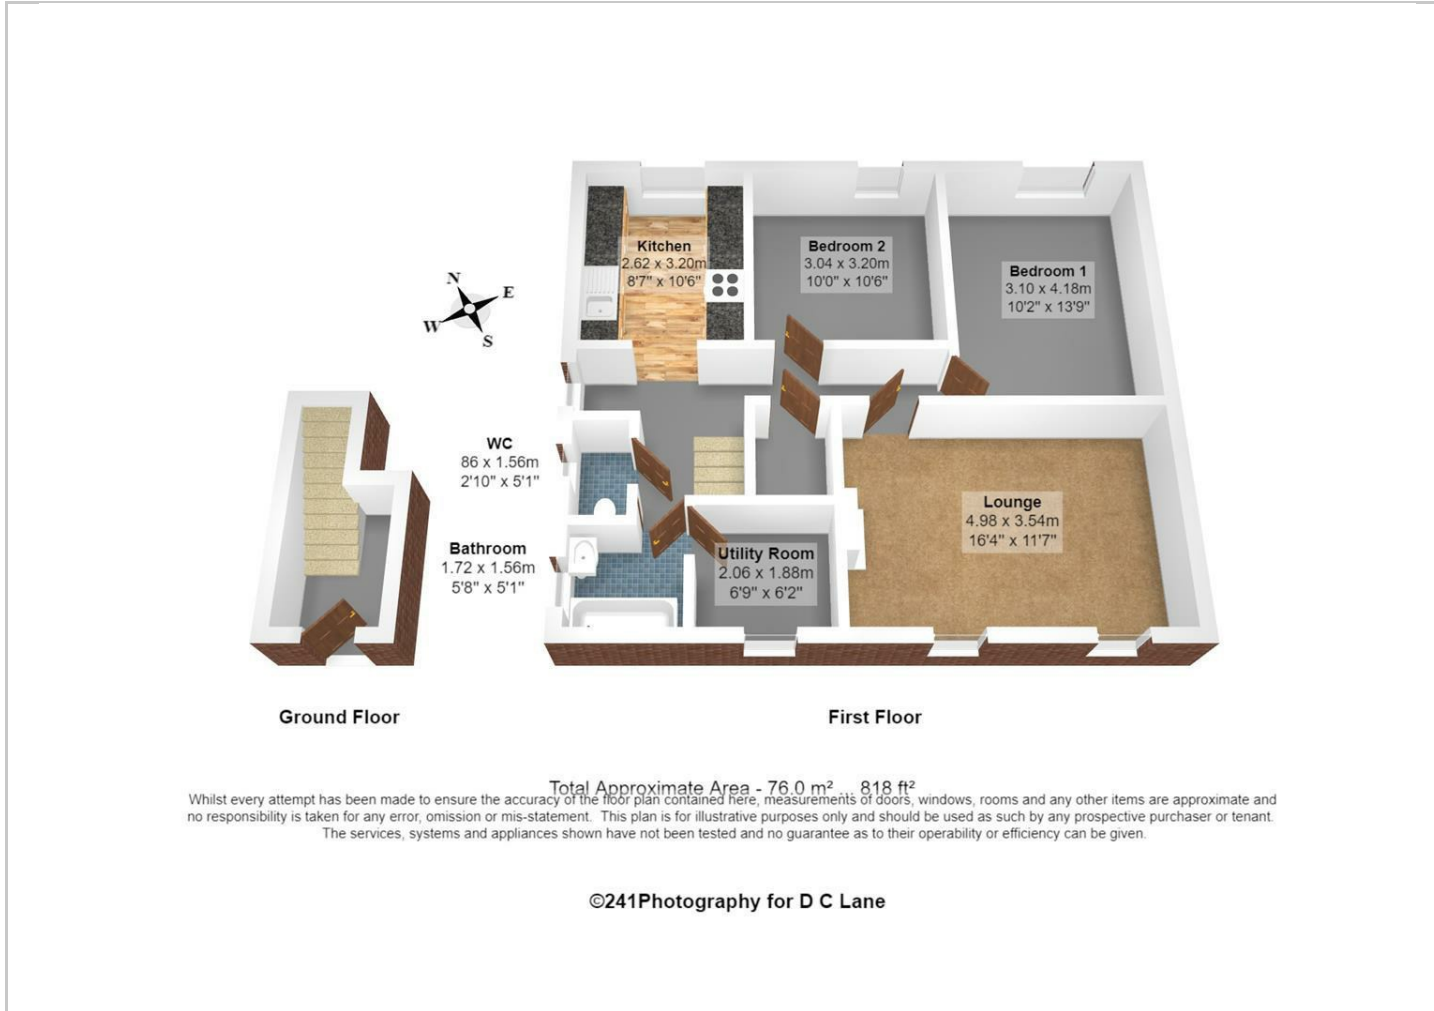 Kitchen
2.62 x 3.20m
8'7" x 10'6"
Bedroom 2
3.04 x 3.20m
10'0" x 10'6"
Bedroom 1
3.10 x 4.18m
10'2" x 13'9"
N
E
W
S
WC
86 x 1.56m
2'10" x 5'1"
Lounge
4.98 x 3.54m
16'4" x 11'7"
Bathroom
1.72 x 1.56m
5'8" x 5'1"
Utility Room
2.06 x 1.88m
6'9" x 6'2"
Ground Floor
First Floor
Total Approximate Area - 76.0 m² ... 818 ft²
Whilst every attempt has been made to ensure the accuracy of the floor plan contained here, measurements of doors, windows, rooms and any other items are approximate and
no responsibility is taken for any error, omission or mis-statement. This plan is for illustrative purposes only and should be used as such by any prospective purchaser or tenant.
The services, systems and appliances shown have not been tested and no guarantee as to their operability or efficiency can be given.
©241Photography for D C Lane